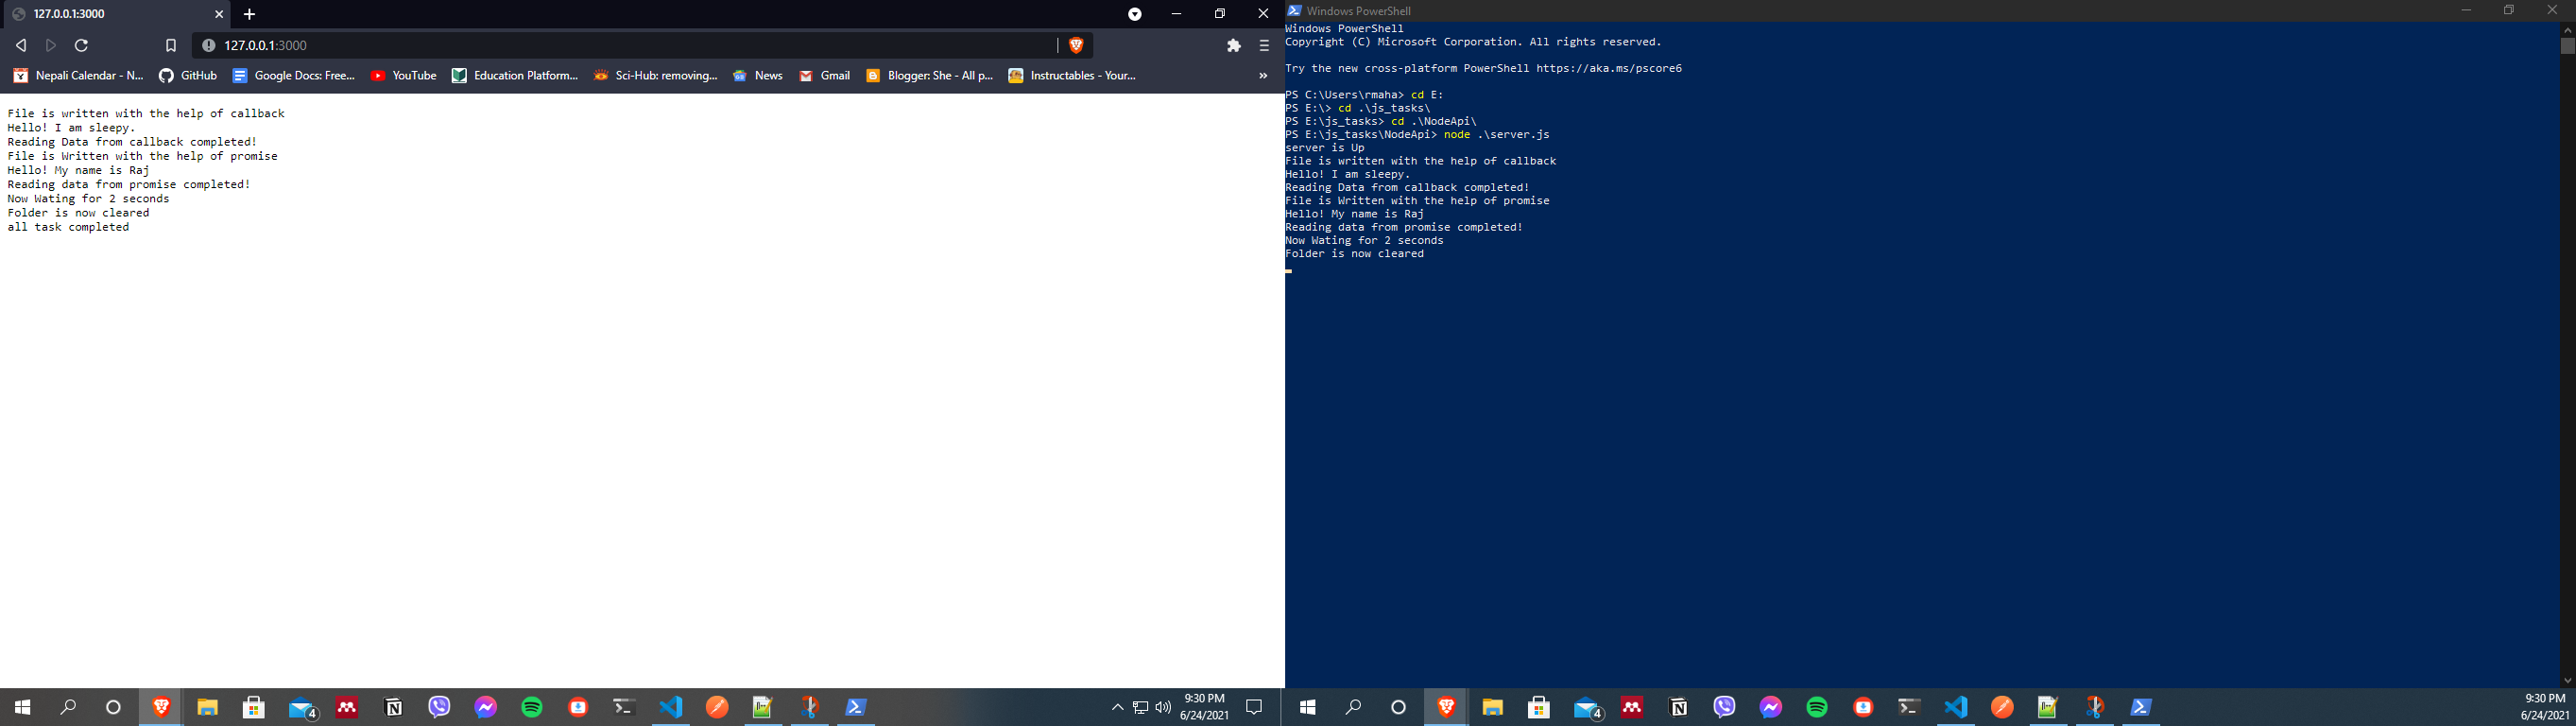 127.0.0.1:3000
127.0.0.1:3000
Nepali Calendar - N... GitHub Google Docs: Free... YouTube Education Platform... Sci-Hub: removing... News Gmail Blogger: She - All p... Instructables - Your... »
File is written with the help of callback
Hello! I am sleepy.
Reading Data from callback completed!
File is Written with the help of promise
Hello! My name is Raj
Reading data from promise completed!
Now Wating for 2 seconds
Folder is now cleared
all task completed
4
9:30 PM
6/24/2021
Windows PowerShell
Windows PowerShell
Copyright (C) Microsoft Corporation. All rights reserved.
Try the new cross-platform PowerShell https://aka.ms/pscore6
PS C:\Users\rmaha> cd E:
PS E:\> cd .\js_tasks\
PS E:\js_tasks> cd .\NodeApi\
PS E:\js_tasks\NodeApi> node .\server.js
server is Up
File is written with the help of callback
Hello! I am sleepy.
Reading Data from callback completed!
File is Written with the help of promise
Hello! My name is Raj
Reading data from promise completed!
Now Wating for 2 seconds
Folder is now cleared
4
9:30 PM
6/24/2021